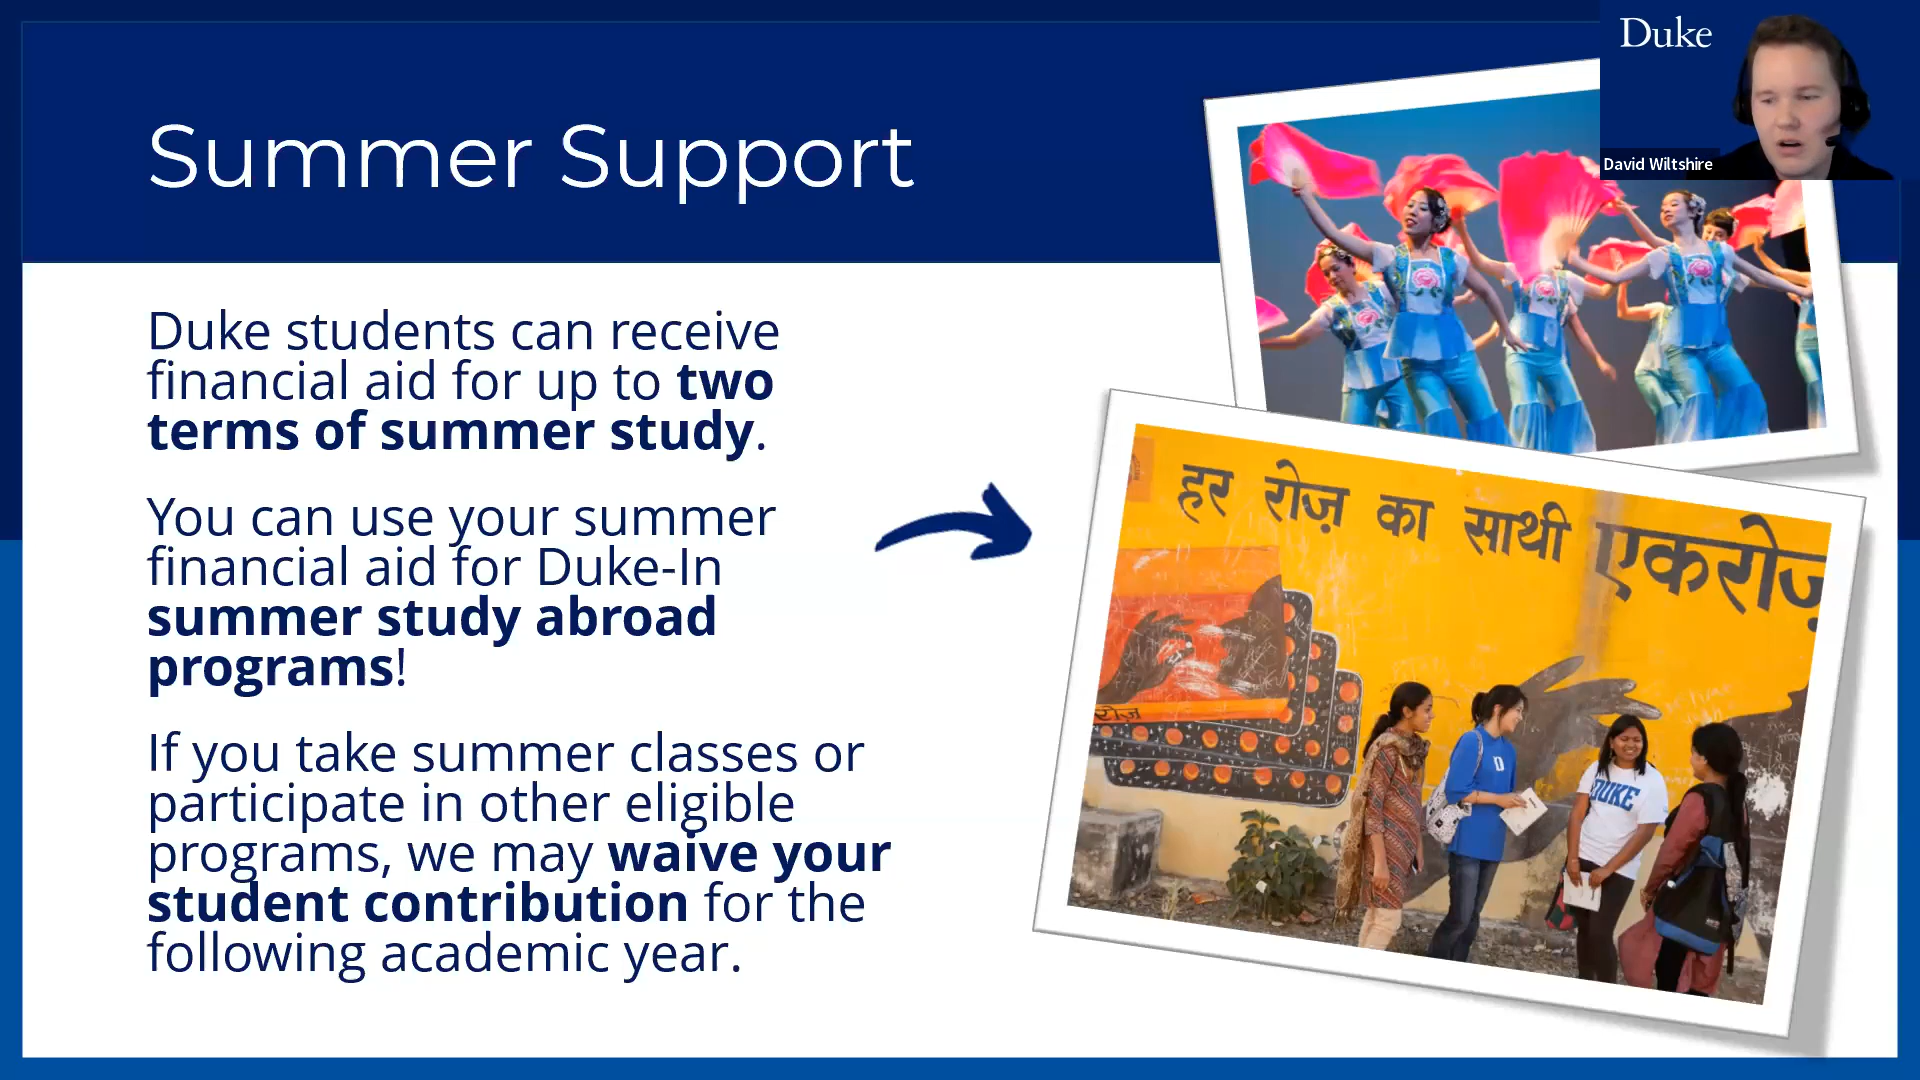 Duke
David Wiltshire
Summer Support
Duke students can receive
financial aid for up to two
terms of summer study.
You can use your summer
financial aid for Duke-In
summer study abroad
programs!
If you take summer classes or
participate in other eligible
programs, we may waive your
student contribution for the
following academic year.
हर रोज़ का साथी एकरोज़
रोज़
D
DUKE